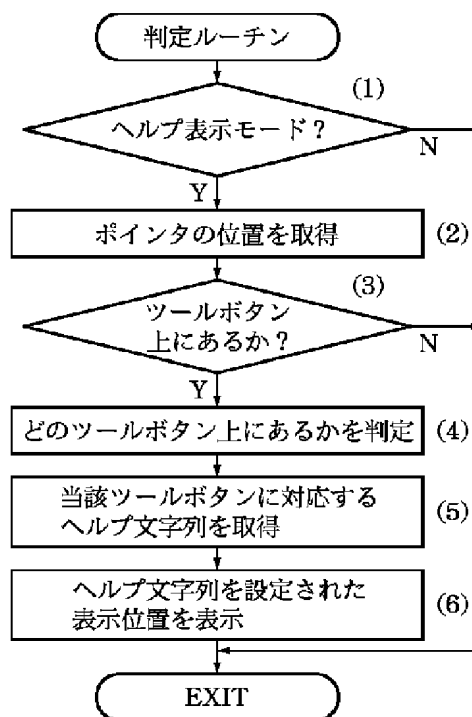 判定ルーチン
(1)
ヘルプ表示モード?
N
Y
ポインタの位置を取得
(2)
(3)
ツールボタン
上にあるか?
N
Y
どのツールボタン上にあるかを判定
(4)
当該ツールボタンに対応する
ヘルプ文字列を取得
(5)
ヘルプ文字列を設定された
表示位置を表示
(6)
EXIT